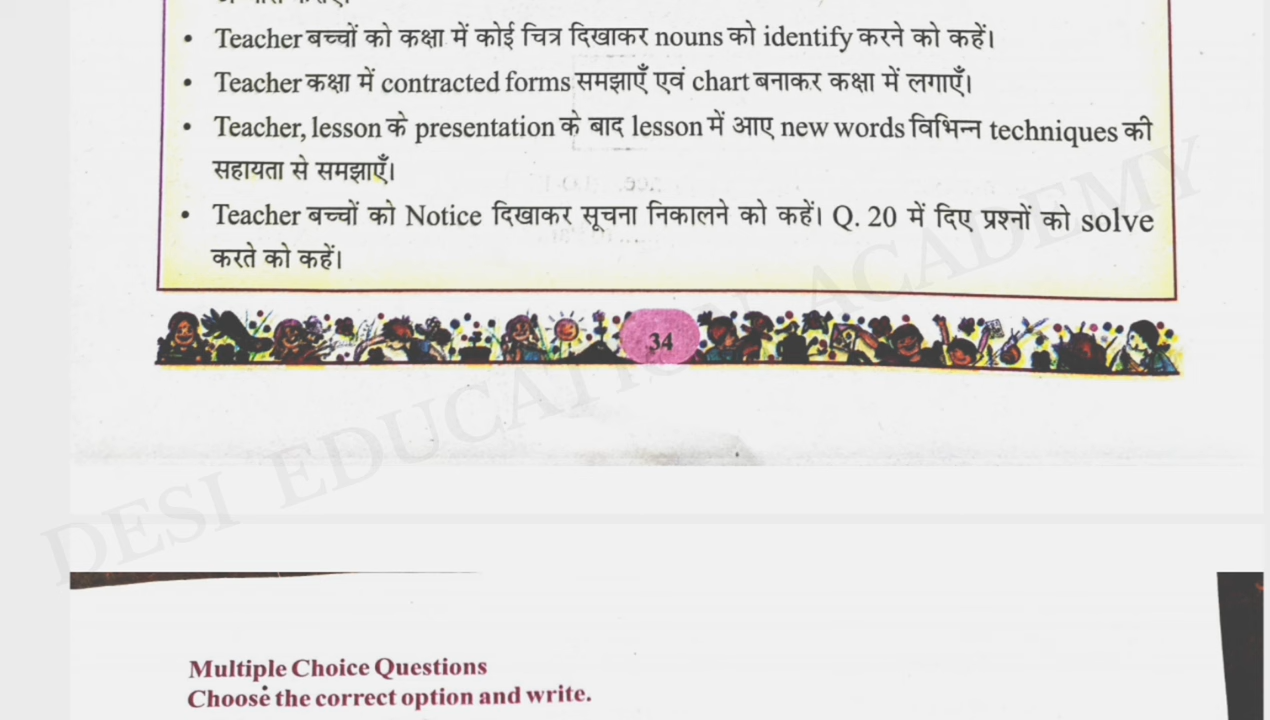 • Teacher बच्चों को कक्षा में कोई चित्र दिखाकर nouns को identify करने को कहें।
• Teacher कक्षा में contracted forms समझाएँ एवं chart बनाकर कक्षा में लगाएँ।
• Teacher, lesson के presentation के बाद lesson में आए new words विभिन्न techniques की
सहायता से समझाएँ।
• Teacher बच्चों को Notice दिखाकर सूचना निकालने को कहें। Q. 20 में दिए प्रश्नों को solve
करते को कहें।
34
DESI EDUCATION ACADEMY
Multiple Choice Questions
Choose the correct option and write.